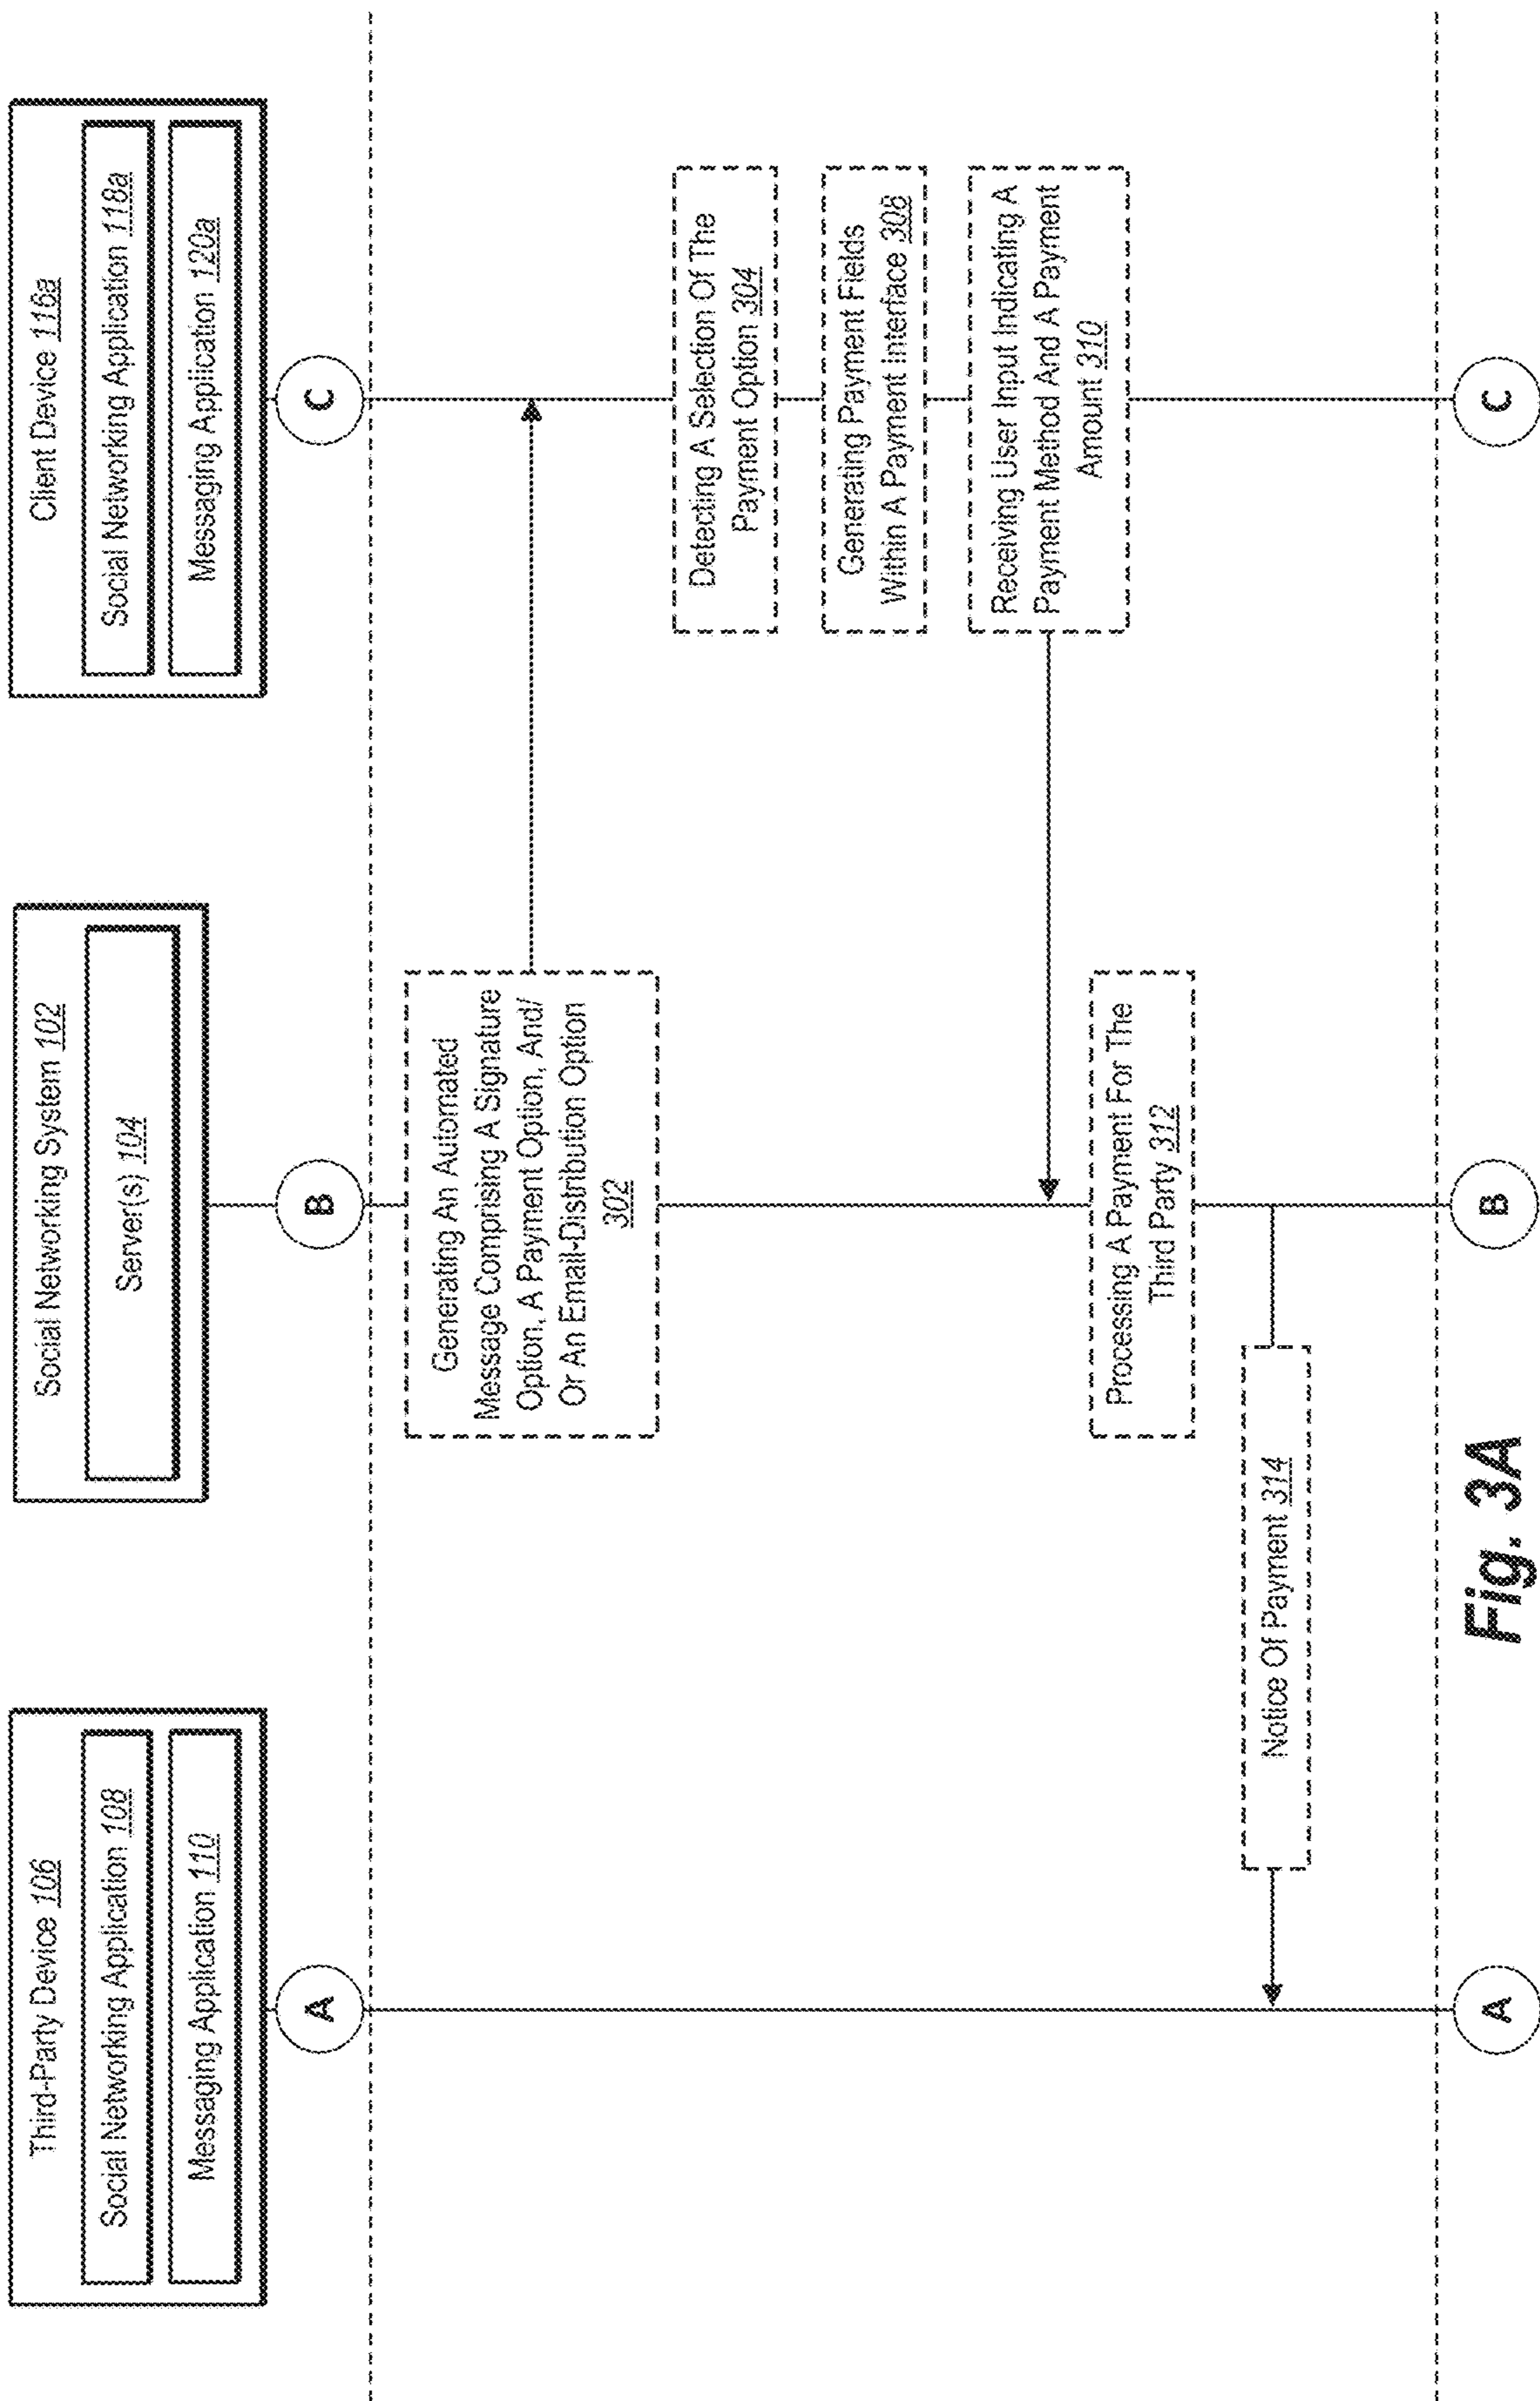 Third-Party Device 106
Social Networking Application 108
Messaging Application 110
Social Networking System 102
Server(s) 104
Client Device 116a
Social Networking Application 118a
Messaging Application 120a
A
B
C
Generating An Automated
Message Comprising A Signature
Option, A Payment Option, And/
Or An Email-Distribution Option
302
Detecting A Selection Of The
Payment Option 304
Generating Payment Fields
Within A Payment Interface 308
Receiving User Input Indicating A
Payment Method And A Payment
Amount 310
Processing A Payment For The
Third Party 312
Notice Of Payment 314
A
B
C
Fig. 3A